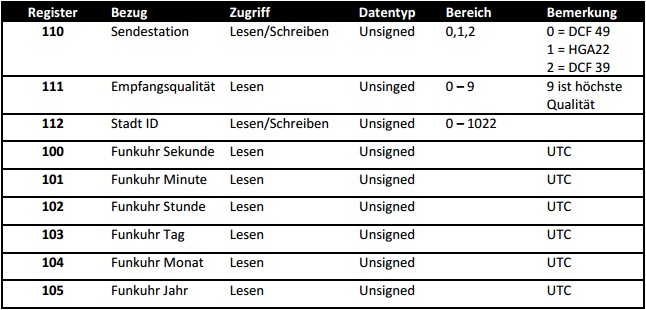 Register Bezug Zugriff Datentyp Bereich Bemerkung
110 Sendestation Lesen/Schreiben Unsigned 0,1,2 0 = DCF 49
1 = HGA22
2 = DCF 39
111 Empfangsqualität Lesen Unsinged 0 – 9 9 ist höchste
Qualität
112 Stadt ID Lesen/Schreiben Unsigned 0 – 1022
100 Funkuhr Sekunde Lesen Unsigned UTC
101 Funkuhr Minute Lesen Unsigned UTC
102 Funkuhr Stunde Lesen Unsigned UTC
103 Funkuhr Tag Lesen Unsigned UTC
104 Funkuhr Monat Lesen Unsigned UTC
105 Funkuhr Jahr Lesen Unsigned UTC